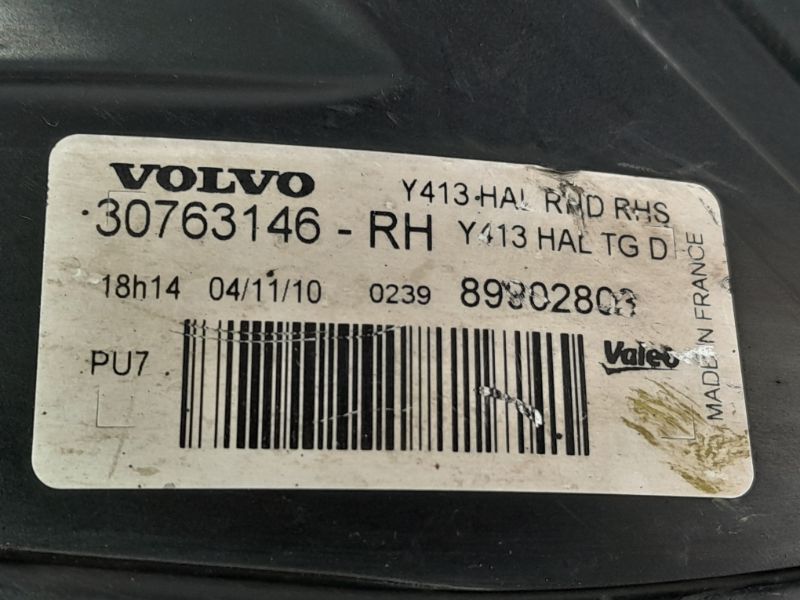 VOLVO
Y413 HAL RHS
30763146 - RH
Y413 HAL TG D
18h14 04/11/10 0239
PU7
Valeo
MADE IN FRANCE